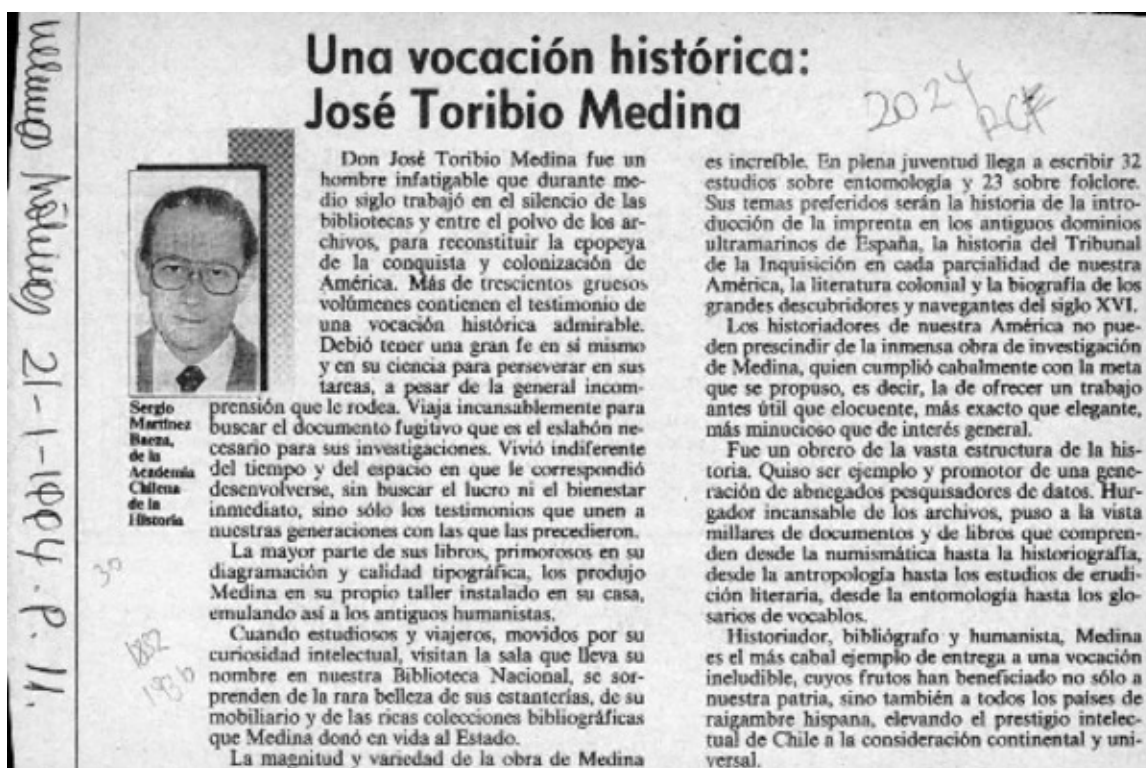 Una vocación histórica:
José Toribio Medina
Don José Toribio Medina fue un
hombre infatigable que durante me-
dio siglo trabajó en el silencio de las
bibliotecas y entre el polvo de los ar-
chivos, para reconstituir la epopeya
de la conquista y colonización de
América. Más de trescientos gruesos
volúmenes contienen el testimonio de
una vocación histórica admirable.
Debió tener una gran fe en sí mismo
y en su ciencia para perseverar en sus
tareas, a pesar de la general incom-
prensión que le rodea. Viaja incansablemente para
buscar el documento fugitivo que es el eslabón ne-
cesario para sus investigaciones. Vivió indiferente
del tiempo y del espacio en que le correspondió
desenvolverse, sin buscar el lucro ni el bienestar
inmediato, sino sólo los testimonios que unen a
nuestras generaciones con las que las precedieron.
La mayor parte de sus libros, primorosos en su
diagramación y calidad tipográfica, los produjo
Medina en su propio taller instalado en su casa,
emulando así a los antiguos humanistas.
Cuando estudiosos y viajeros, movidos por su
curiosidad intelectual, visitan la sala que lleva su
nombre en nuestra Biblioteca Nacional, se sor-
prenden de la rara belleza de sus estanterías, de su
mobiliario y de las ricas colecciones bibliográficas
que Medina donó en vida al Estado.
La magnitud y variedad de la obra de Medina
es increíble. En plena juventud llega a escribir 32
estudios sobre entomología y 23 sobre folclore.
Sus temas preferidos serán la historia de la intro-
ducción de la imprenta en los antiguos dominios
ultramarinos de España, la historia del Tribunal
de la Inquisición en cada parcialidad de nuestra
América, la literatura colonial y la biografía de los
grandes descubridores y navegantes del siglo XVI.
Los historiadores de nuestra América no pue-
den prescindir de la inmensa obra de investigación
de Medina, quien cumplió cabalmente con la meta
que se propuso, es decir, la de ofrecer un trabajo
antes útil que elocuente, más exacto que elegante,
más minucioso que de interés general.
Fue un obrero de la vasta estructura de la his-
toria. Quiso ser ejemplo y promotor de una gene-
ración de abnegados pesquisadores de datos. Hur-
gador incansable de los archivos, puso a la vista
millares de documentos y de libros que compren-
den desde la numismática hasta la historiografía,
desde la antropología hasta los estudios de erudi-
ción literaria, desde la entomología hasta los glo-
sarios de vocablos.
Historiador, bibliógrafo y humanista, Medina
es el más cabal ejemplo de entrega a una vocación
ineludible, cuyos frutos han beneficiado no sólo a
nuestra patria, sino también a todos los países de
raigambre hispana, elevando el prestigio intelec-
tual de Chile a la consideración continental y uni-
versal.
Sergio
Martínez
Baeza,
de la
Academia
Chilena
de la
Historia
2024
30
1852
1930
21-1-1994. P. 11.